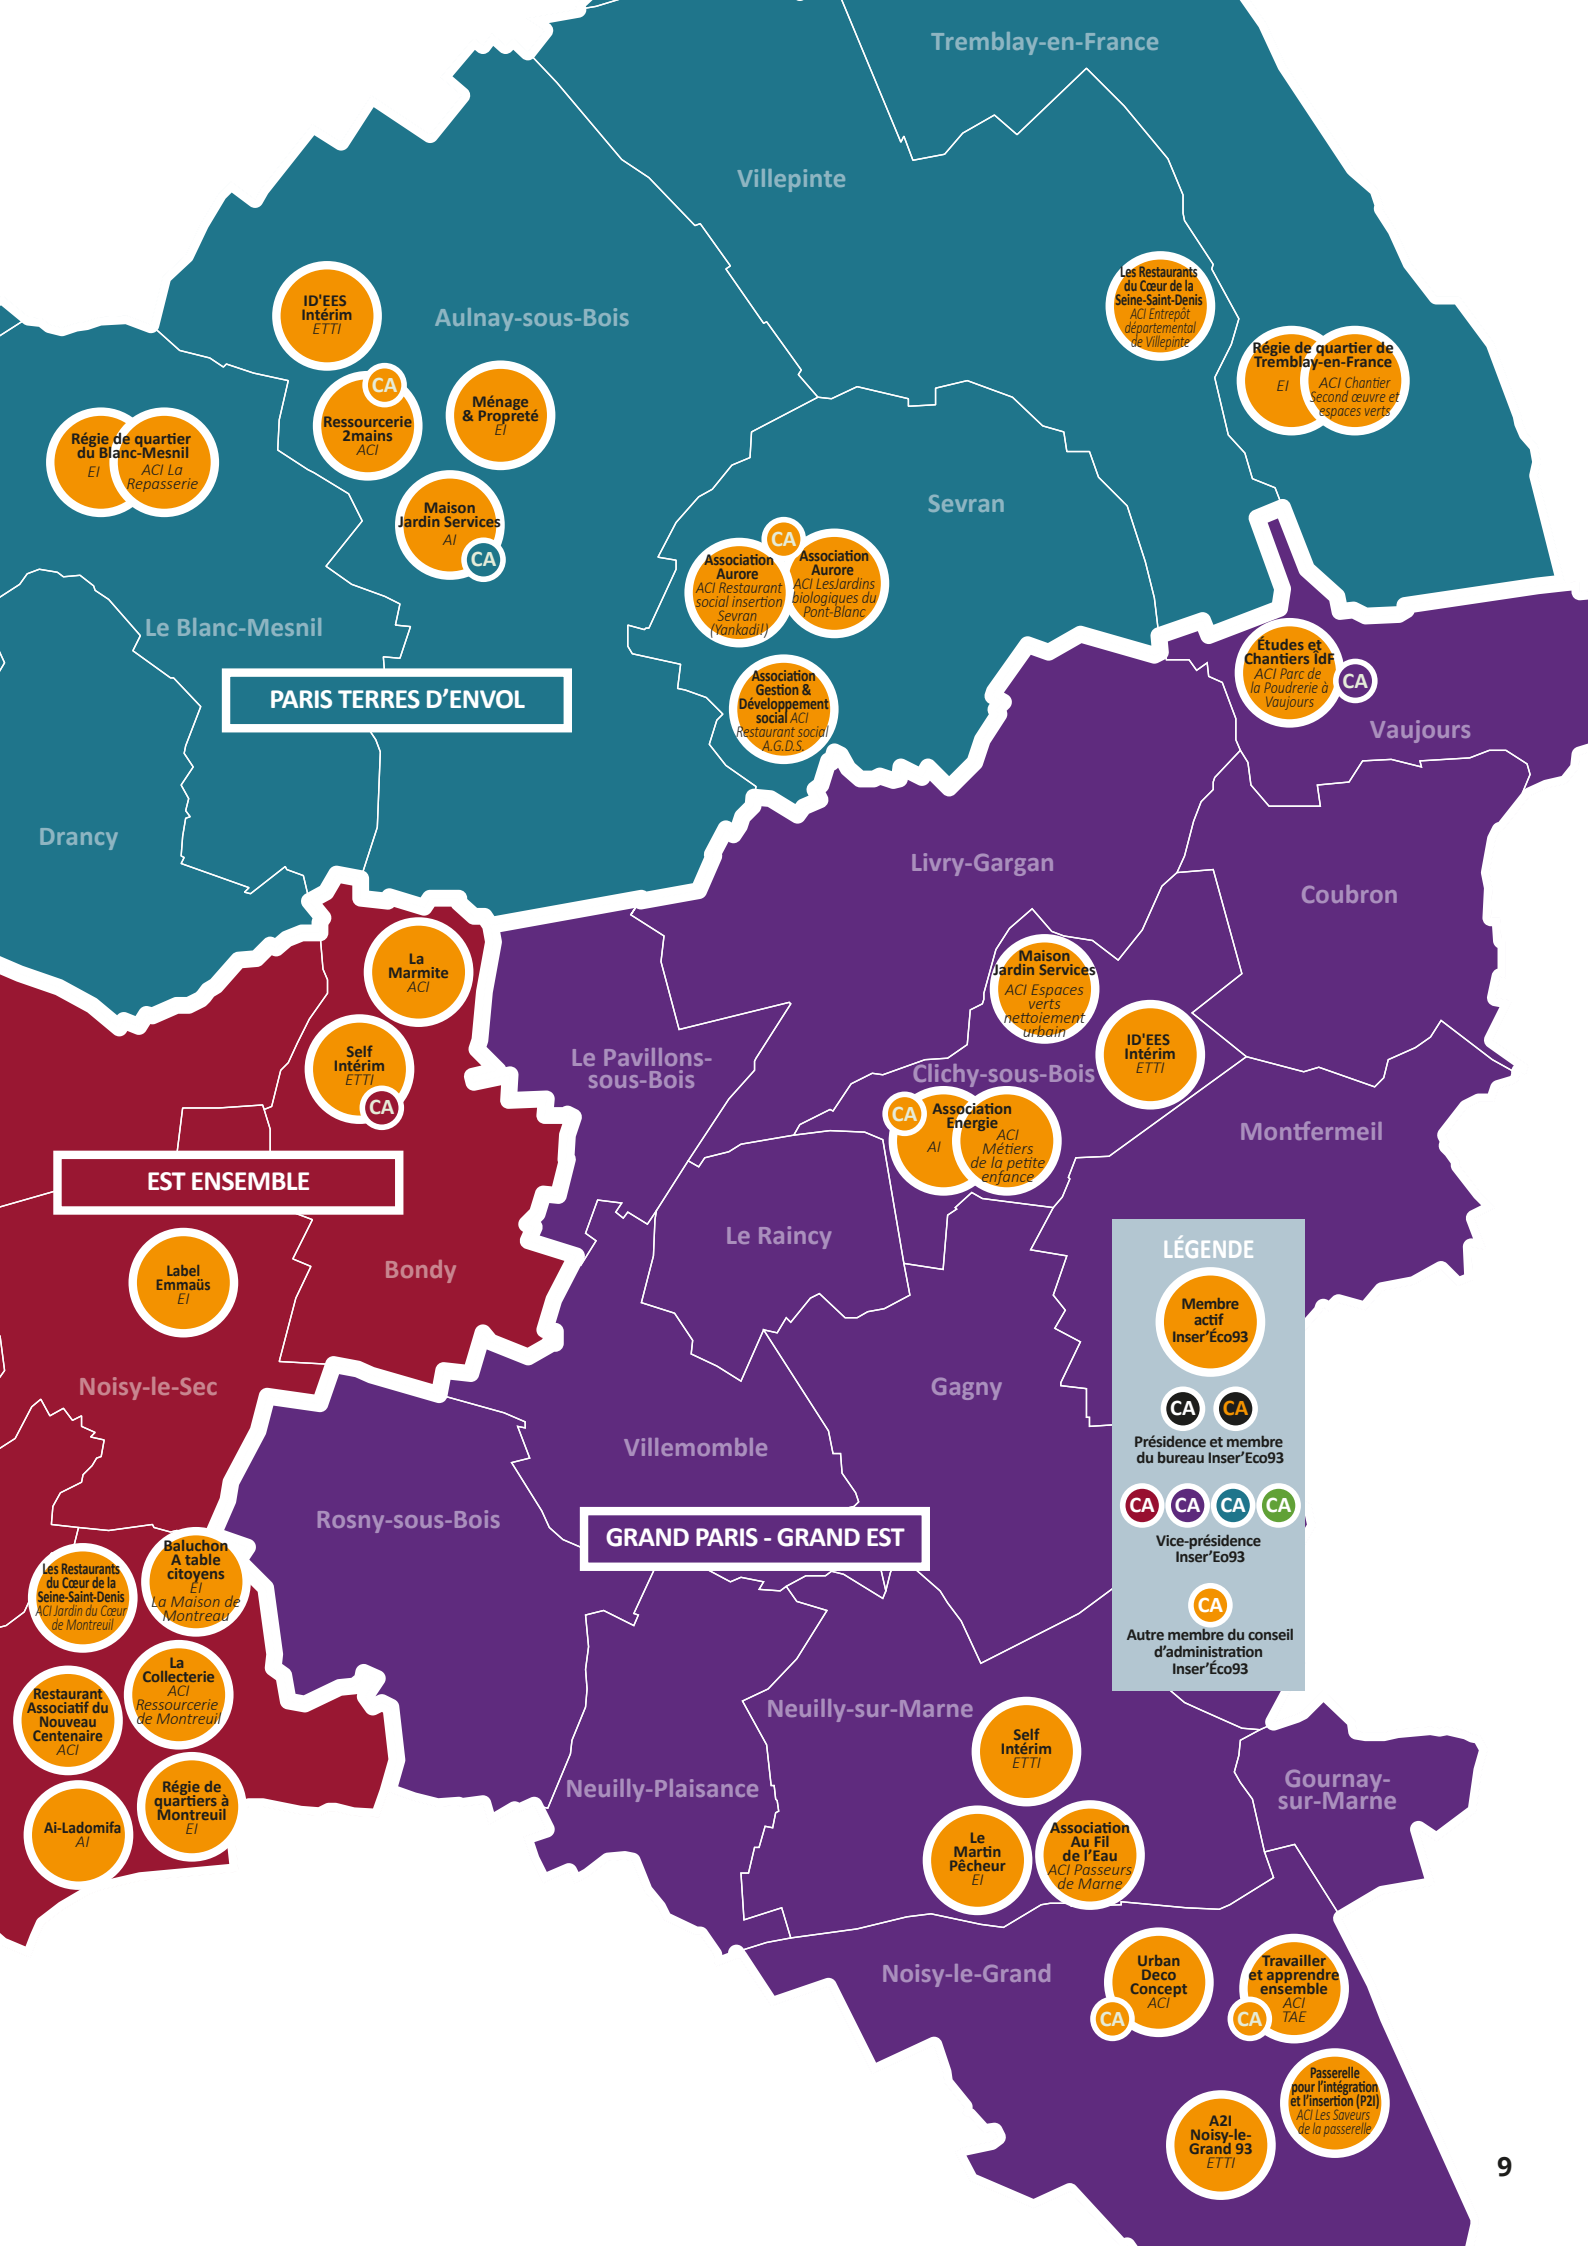 Tremblay-en-France
Villepinte
Les Restaurants
du Cœur de la
Seine-Saint-Denis
ACI Entrepôt
départemental
de Villepinte
ID'EES
Intérim
ETTI
Aulnay-sous-Bois
Régie de quartier de
Tremblay-en-France
EI
ACI Chantier
Second œuvre et
espaces verts
CA
Ressourcerie
2mains
ACI
Ménage
& Propreté
EI
Régie de quartier
du Blanc-Mesnil
EI
ACI La
Repasserie
Maison
Jardin Services
AI
CA
Sevran
CA
Association
Aurore
ACI Restaurant
social insertion
Sevran
(Yankadi!)
Association
Aurore
ACI LesJardins
biologiques du
Pont-Blanc
Le Blanc-Mesnil
PARIS TERRES D’ENVOL
Association
Gestion &
Développement
social ACI
Restaurant social
A.G.D.S.
Études et
Chantiers ÎdF
ACI Parc de
la Poudrerie à
Vaujours
CA
Vaujours
Drancy
Livry-Gargan
Coubron
La
Marmite
ACI
Self
Intérim
ETTI
CA
Le Pavillons-
sous-Bois
Maison
Jardin Services
ACI Espaces
verts
nettoiement
urbain
ID'EES
Intérim
ETTI
Clichy-sous-Bois
CA
Association
Energie
AI
ACI
Métiers
de la petite
enfance
Montfermeil
EST ENSEMBLE
Label
Emmaüs
EI
Bondy
Le Raincy
Noisy-le-Sec
Gagny
Villemomble
Rosny-sous-Bois
GRAND PARIS - GRAND EST
LÉGENDE
Membre
actif
Inser’Éco93
CA CA
Présidence et membre
du bureau Inser’Eco93
CA CA CA CA
Vice-présidence
Inser’Eo93
CA
Autre membre du conseil
d’administration
Inser’Éco93
Les Restaurants
du Cœur de la
Seine-Saint-Denis
ACI Jardin du Cœur
de Montreuil
Baluchon
A table
citoyens
EI
La Maison de
Montreau
La
Collecterie
ACI
Ressourcerie
de Montreuil
Restaurant
Associatif du
Nouveau
Centenaire
ACI
Régie de
quartiers à
Montreuil
EI
Ai-Ladomifa
AI
Neuilly-sur-Marne
Self
Intérim
ETTI
Neuilly-Plaisance
Gournay-
sur-Marne
Le
Martin
Pêcheur
EI
Association
Au Fil
de l’Eau
ACI Passeurs
de Marne
Noisy-le-Grand
Urban
Deco
Concept
ACI
CA
Travailler
et apprendre
ensemble
ACI
TAE
CA
Passerelle
pour l’intégration
et l’insertion (P2I)
ACI Les Saveurs
de la passerelle
A2I
Noisy-le-
Grand 93
ETTI
9